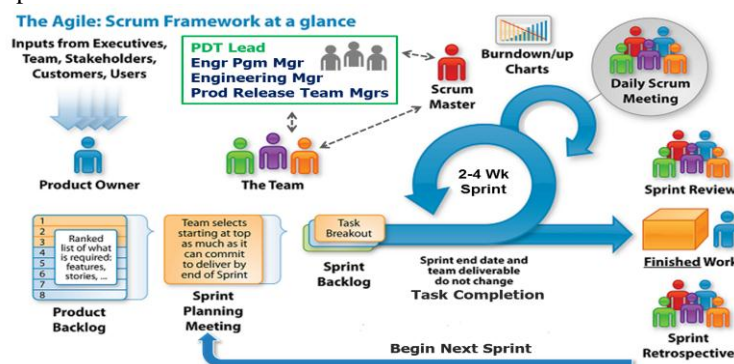 The Agile: Scrum Framework at a glance
Inputs from Executives,
Team, Stakeholders,
Customers, Users
Product Owner
PDT Lead
Engr Pgm Mgr
Engineering Mgr
Prod Release Team Mgrs
The Team
Scrum
Master
Burndown/up
Charts
Daily Scrum
Meeting
2-4 Wk
Sprint
Sprint Review
1
2
3
4
5
6
7
8
Ranked
list of what
is required:
features,
stories, ...
Product
Backlog
Team selects
starting at top
as much as it
can commit
to deliver by
end of Sprint
Sprint
Planning
Meeting
Task
Breakout
Sprint
Backlog
Sprint end date and
team deliverable
do not change
Task Completion
Finished Work
Sprint
Retrospective
Begin Next Sprint